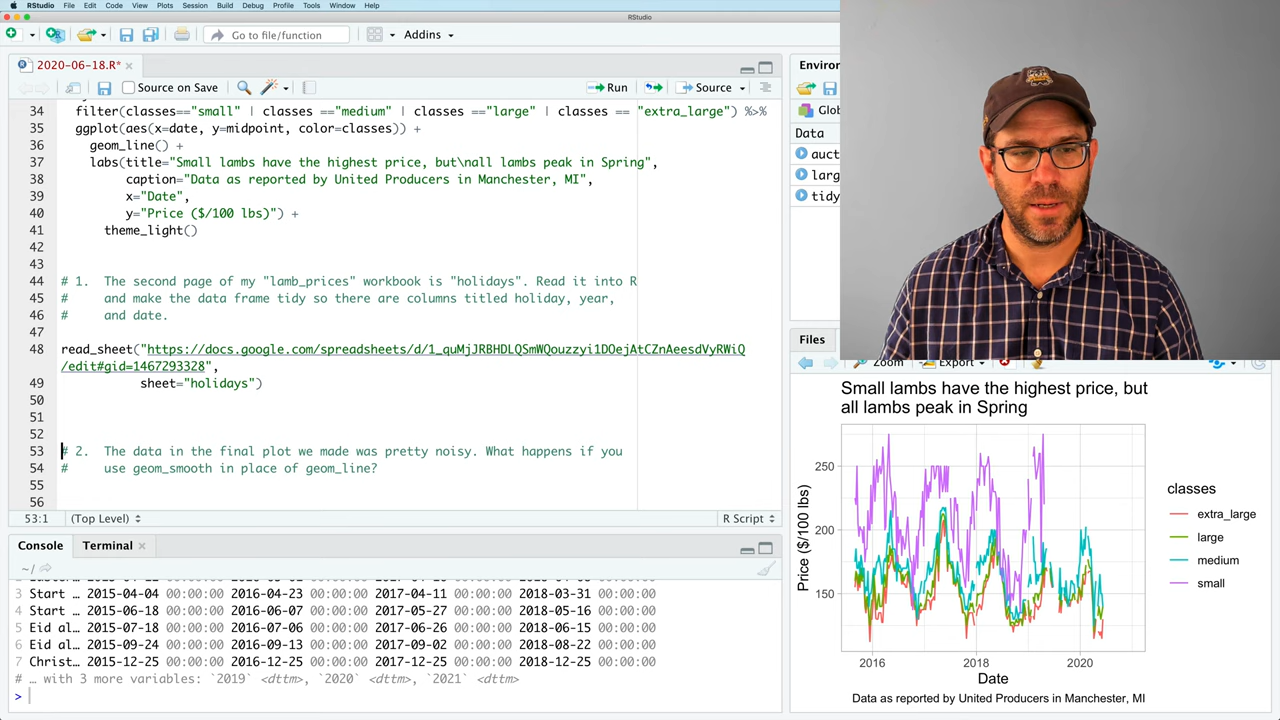 RStudio File Edit Code View Plots Session Build Debug Profile Tools Window Help
RStudio
Go to file/function
Addins
2020-06-18.R*
Source on Save
Run
Source
34 filter(classes=="small" | classes =="medium" | classes =="large" | classes == "extra_large") %>%
35 ggplot(aes(x=date, y=midpoint, color=classes)) +
36 geom_line() +
37 labs(title="Small lambs have the highest price, but\nall lambs peak in Spring",
38 caption="Data as reported by United Producers in Manchester, MI",
39 x="Date",
40 y="Price ($/100 lbs)") +
41 theme_light()
42
43
44 # 1. The second page of my "lamb_prices" workbook is "holidays". Read it into R
45 # and make the data frame tidy so there are columns titled holiday, year,
46 # and date.
47
48 read_sheet("https://docs.google.com/spreadsheets/d/1_quMjJRBHDLQSmWQouzzyi1DOejAtCZnAeesdVyRWiQ
/edit#gid=1467293328",
49 sheet="holidays")
50
51
52
53 # 2. The data in the final plot we made was pretty noisy. What happens if you
54 # use geom_smooth in place of geom_line?
55
56
53:1 (Top Level)
R Script
Console Terminal
~/
3 Start … 2015-04-04 00:00:00 2016-04-23 00:00:00 2017-04-11 00:00:00 2018-03-31 00:00:00
4 Start … 2015-06-18 00:00:00 2016-06-07 00:00:00 2017-05-27 00:00:00 2018-05-16 00:00:00
5 Eid al… 2015-07-18 00:00:00 2016-07-06 00:00:00 2017-06-26 00:00:00 2018-06-15 00:00:00
6 Eid al… 2015-09-24 00:00:00 2016-09-13 00:00:00 2017-09-02 00:00:00 2018-08-22 00:00:00
7 Christ… 2015-12-25 00:00:00 2016-12-25 00:00:00 2017-12-25 00:00:00 2018-12-25 00:00:00
# … with 3 more variables: `2019` <dttm>, `2020` <dttm>, `2021` <dttm>
>
Enviro
Glob
Data
auct
larg
tidy
Files
Zoom
Export
Small lambs have the highest price, but
all lambs peak in Spring
Price ($/100 lbs)
250
200
150
2016 2018 2020
Date
classes
extra_large
large
medium
small
Data as reported by United Producers in Manchester, MI